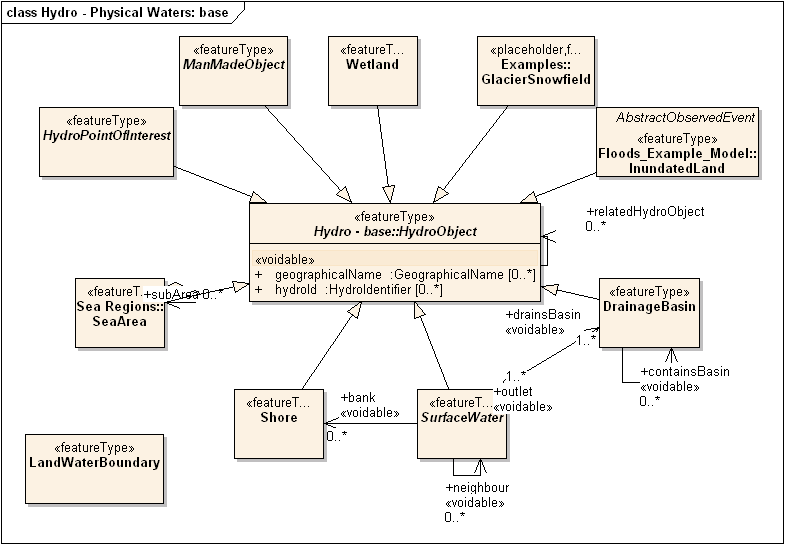 class Hydro - Physical Waters: base
«featureType»
ManMadeObject
«featureT...
Wetland
«placeholder,f...
Examples::
GlacierSnowfield
«featureType»
HydroPointOfInterest
AbstractObservedEvent
«featureType»
Floods_Example_Model::
InundatedLand
«featureType»
Hydro - base::HydroObject
«voidable»
+ geographicalName :GeographicalName [0..*]
+ hydroId :HydroIdentifier [0..*]
+relatedHydroObject
0..*
«featureT...
Sea Regions::
SeaArea
+subArea 0..*
«featureType»
DrainageBasin
+drainsBasin
«voidable»
1..*
+containsBasin
«voidable»
0..*
1..*
+outlet
«voidable»
«featureT...
Shore
+bank
«voidable»
0..*
«featureT...
SurfaceWater
+neighbour
«voidable»
0..*
«featureType»
LandWaterBoundary